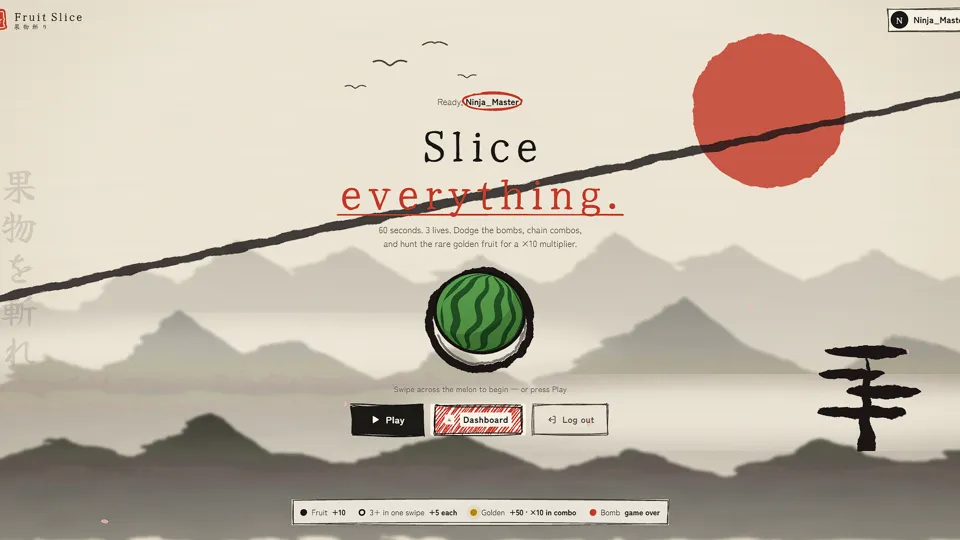 Fruit Slice
果物斬り
N Ninja_Maste
Ready, Ninja_Master
Slice
everything.
60 seconds. 3 lives. Dodge the bombs, chain combos,
and hunt the rare golden fruit for a ×10 multiplier.
果物を斬れ
Swipe across the melon to begin — or press Play
Play
Dashboard
Log out
Fruit +10 3+ in one swipe +5 each Golden +50 · ×10 in combo Bomb game over